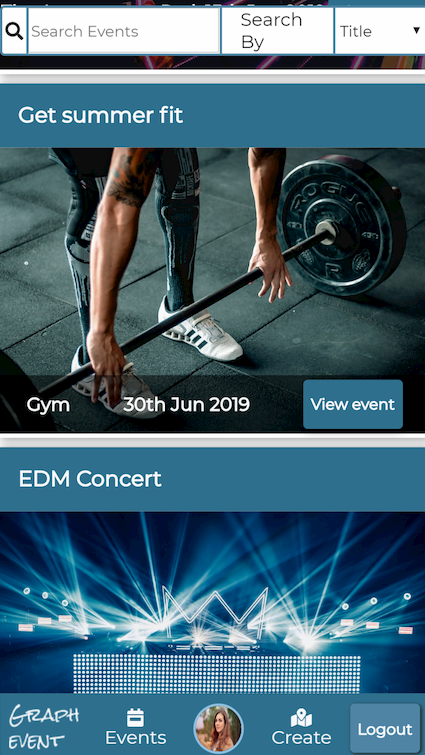 Search Events
Search
By
Title
Get summer fit
ROGUE
Gym 30th Jun 2019 View event
EDM Concert
GRAPH
EVENT
Events
Create
Logout